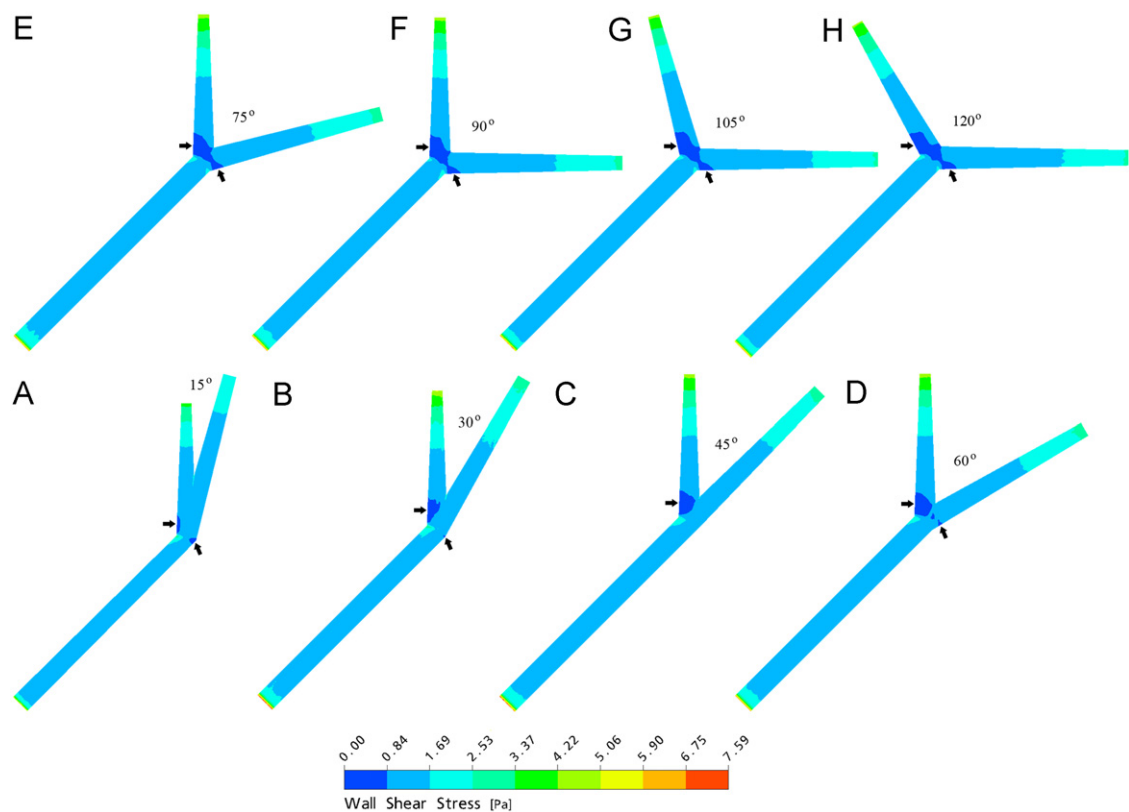 E
F
G
H
75°
90°
105°
120°
A
B
C
D
15°
30°
45°
60°
0.00 0.84 1.69 2.53 3.37 4.22 5.06 5.90 6.75 7.59
Wall Shear Stress [Pa]